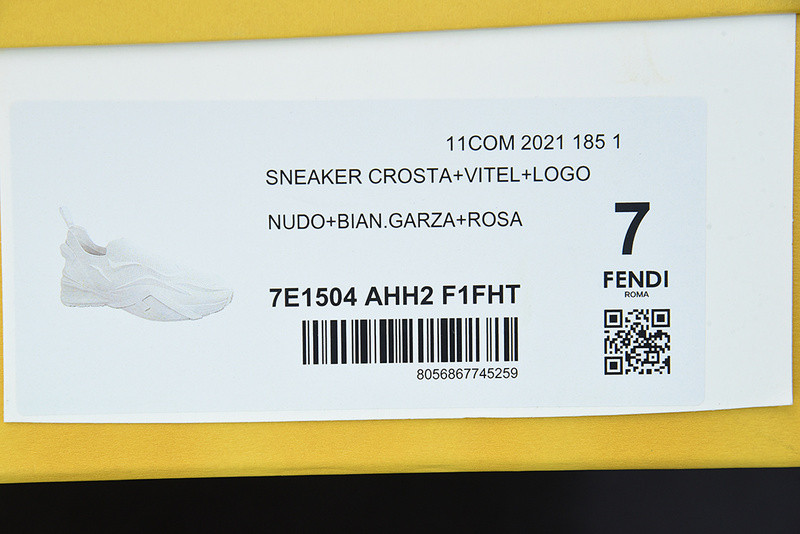 11COM 2021 185 1
SNEAKER CROSTA+VITEL+LOGO
NUDO+BIAN.GARZA+ROSA
7
FENDI
ROMA
7E1504 AHH2 F1FHT
8056867745259